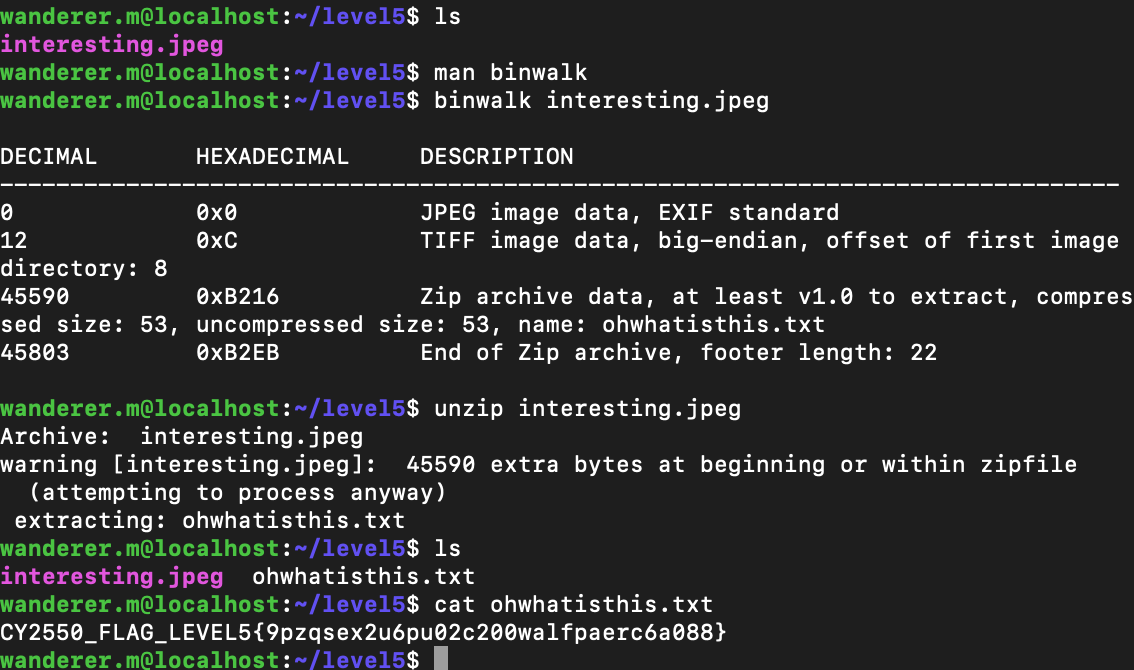 wanderer.m@localhost:~/level5$ ls
interesting.jpeg
wanderer.m@localhost:~/level5$ man binwalk
wanderer.m@localhost:~/level5$ binwalk interesting.jpeg
DECIMAL       HEXADECIMAL     DESCRIPTION
--------------------------------------------------------------------------------
0             0x0             JPEG image data, EXIF standard
12            0xC             TIFF image data, big-endian, offset of first image
directory: 8
45590         0xB216          Zip archive data, at least v1.0 to extract, compres
sed size: 53, uncompressed size: 53, name: ohwhatisthis.txt
45803         0xB2EB          End of Zip archive, footer length: 22
wanderer.m@localhost:~/level5$ unzip interesting.jpeg
Archive:  interesting.jpeg
warning [interesting.jpeg]:  45590 extra bytes at beginning or within zipfile
  (attempting to process anyway)
 extracting: ohwhatisthis.txt
wanderer.m@localhost:~/level5$ ls
interesting.jpeg  ohwhatisthis.txt
wanderer.m@localhost:~/level5$ cat ohwhatisthis.txt
CY2550_FLAG_LEVEL5{9pzqsex2u6pu02c200walfpaerc6a088}
wanderer.m@localhost:~/level5$